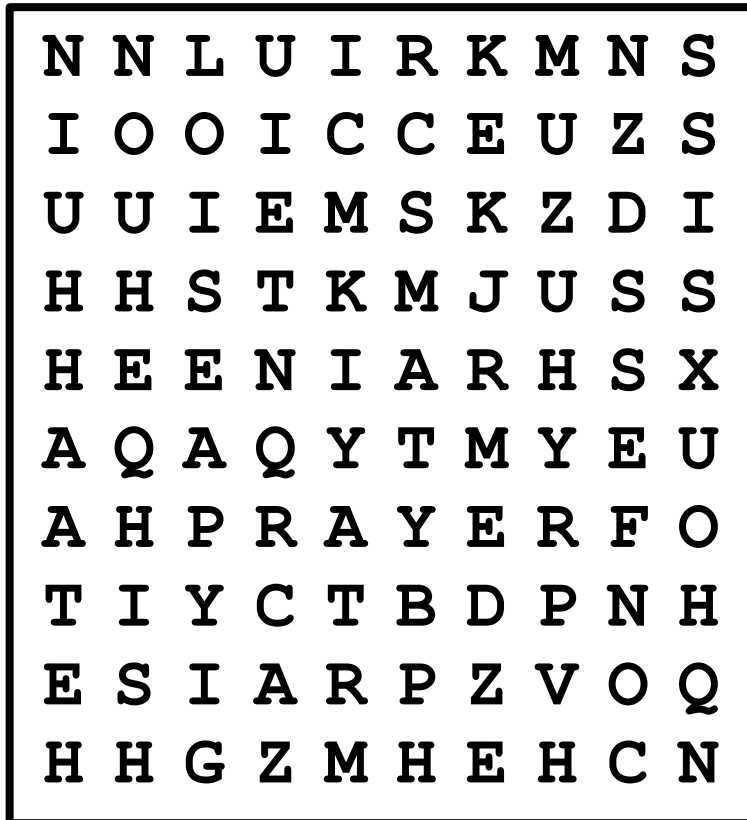 N N L U I R K M N S
I O O I C C E U Z S
U U I E M S K Z D I
H H S T K M J U S S
H E E N I A R H S X
A Q A Q Y T M Y E U
A H P R A Y E R F O
T I Y C T B D P N H
E S I A R P Z V O Q
H H G Z M H E H C N